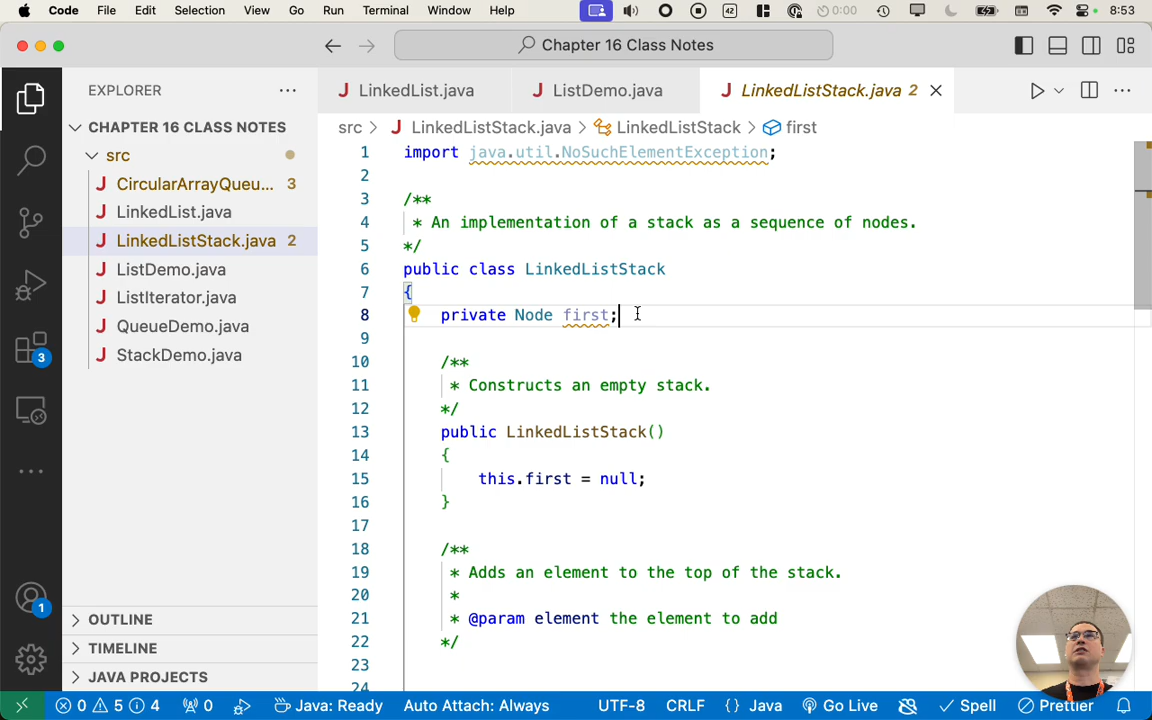 Code File Edit Selection View Go Run Terminal Window Help 42 0:00 8:53
Chapter 16 Class Notes
EXPLORER
LinkedList.java ListDemo.java LinkedListStack.java 2
CHAPTER 16 CLASS NOTES
src
CircularArrayQueu... 3
LinkedList.java
LinkedListStack.java 2
ListDemo.java
ListIterator.java
QueueDemo.java
StackDemo.java
OUTLINE
TIMELINE
JAVA PROJECTS
3
1
src > LinkedListStack.java > LinkedListStack > first
1 import java.util.NoSuchElementException;
2
3 /**
4 * An implementation of a stack as a sequence of nodes.
5 */
6 public class LinkedListStack
7 {
8 private Node first;
9
10 /**
11 * Constructs an empty stack.
12 */
13 public LinkedListStack()
14 {
15 this.first = null;
16 }
17
18 /**
19 * Adds an element to the top of the stack.
20 *
21 * @param element the element to add
22 */
23
24
0 5 4 0 Java: Ready Auto Attach: Always UTF-8 CRLF {} Java Go Live Spell Prettier